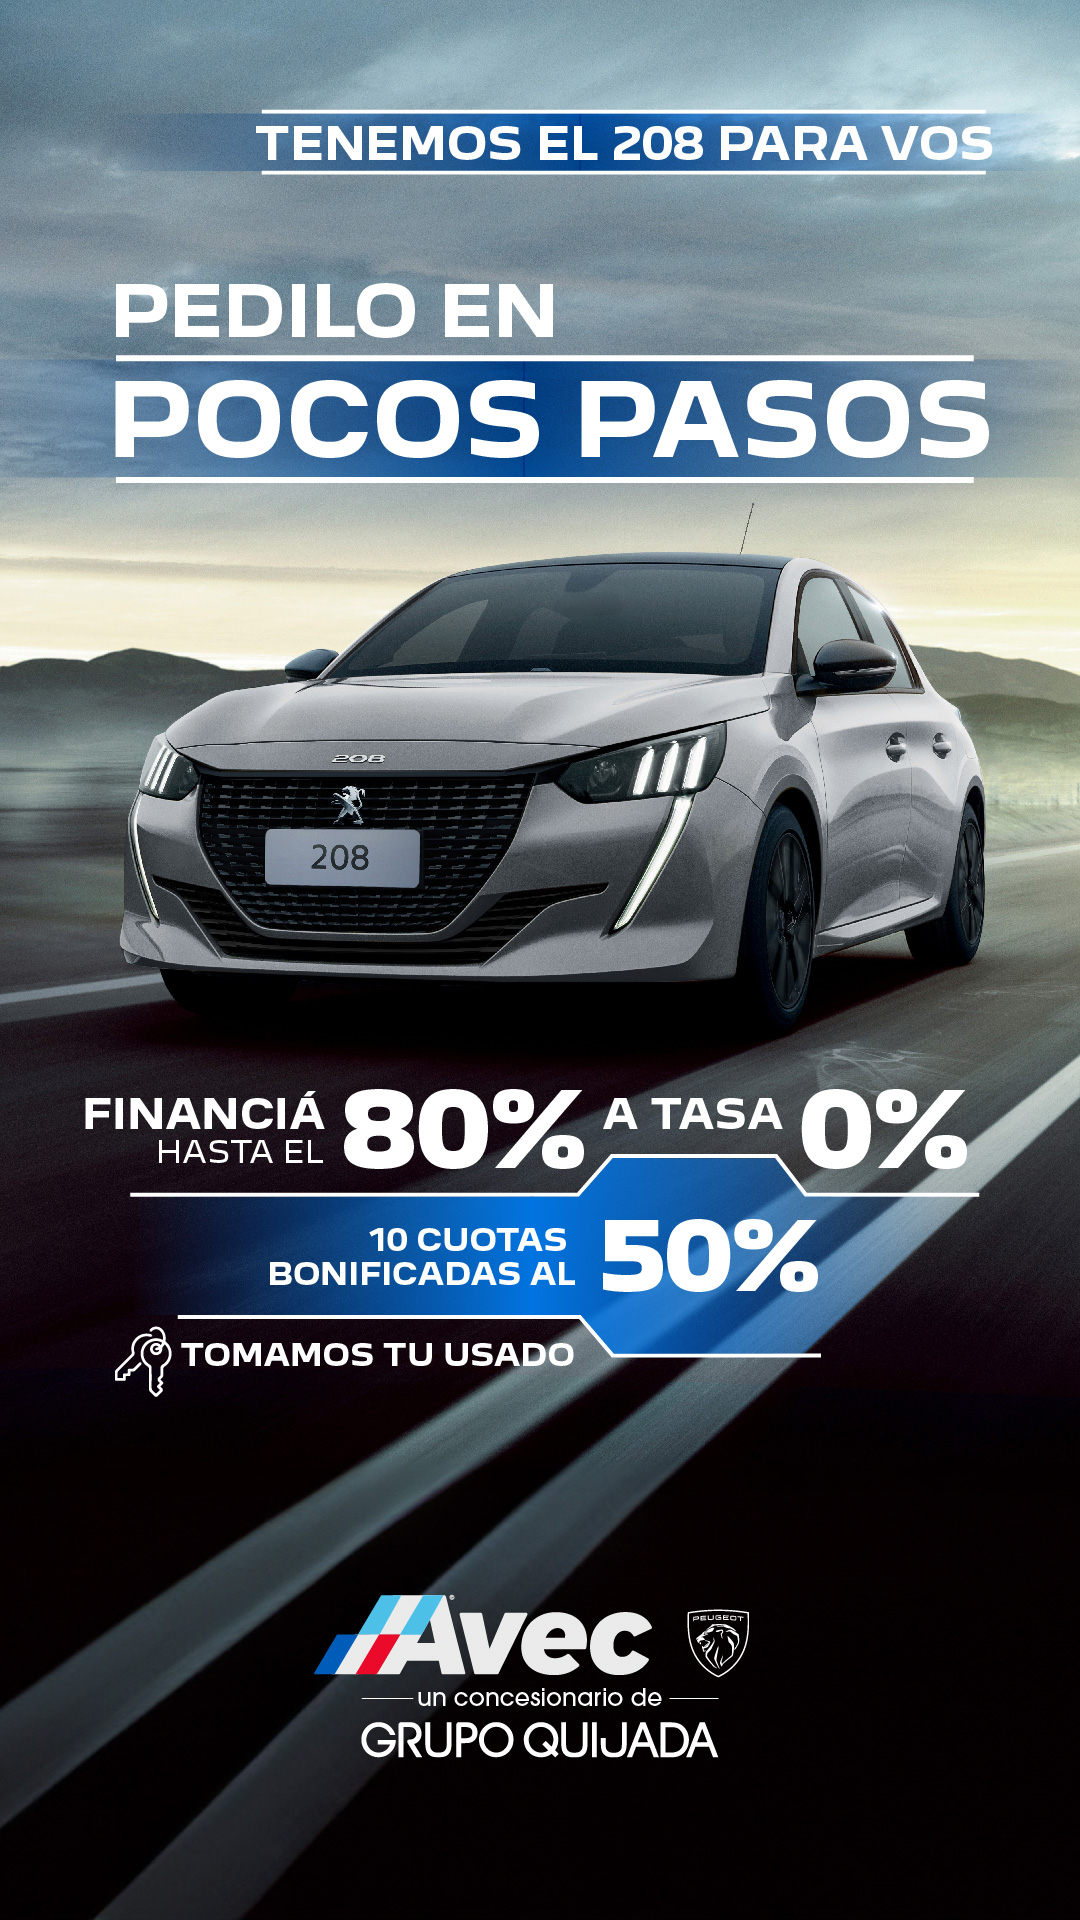 TENEMOS EL 208 PARA VOS
PEDILO EN
POCOS PASOS
208
208
FINANCIÁ
HASTA EL 80% A TASA 0%
10 CUOTAS
BONIFICADAS AL 50%
TOMAMOS TU USADO
Avec
PEUGEOT
un concesionario de
GRUPO QUIJADA